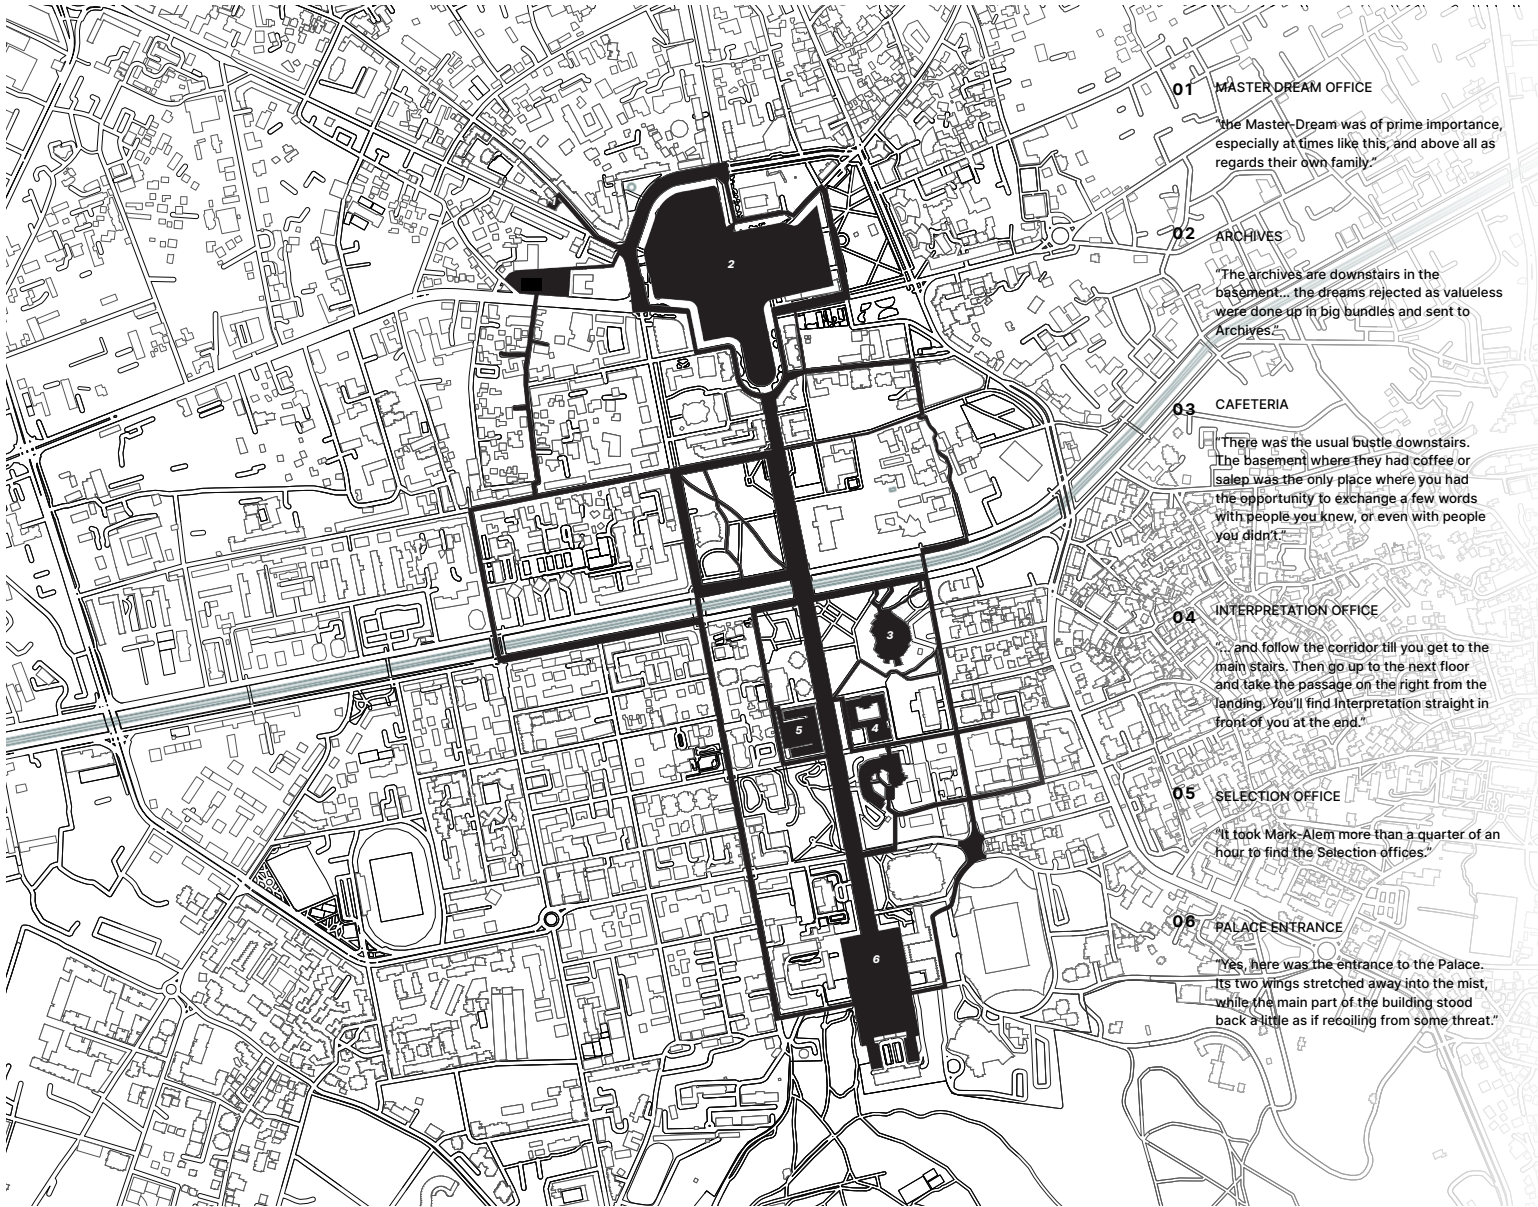 01 MASTER DREAM OFFICE
"the Master-Dream was of prime importance,
especially at times like this, and above all as
regards their own family."
02 ARCHIVES
"The archives are downstairs in the
basement... the dreams rejected as valueless
were done up in big bundles and sent to
Archives."
03 CAFETERIA
"There was the usual bustle downstairs.
The basement where they had coffee or
salep was the only place where you had
the opportunity to exchange a few words
with people you knew, or even with people
you didn't."
04 INTERPRETATION OFFICE
"... and follow the corridor till you get to the
main stairs. Then go up to the next floor
and take the passage on the right from the
landing. You'll find Interpretation straight in
front of you at the end."
05 SELECTION OFFICE
"It took Mark-Alem more than a quarter of an
hour to find the Selection offices."
06 PALACE ENTRANCE
"Yes, here was the entrance to the Palace.
Its two wings stretched away into the mist,
while the main part of the building stood
back a little as if recoiling from some threat."
2
3
5
4
6